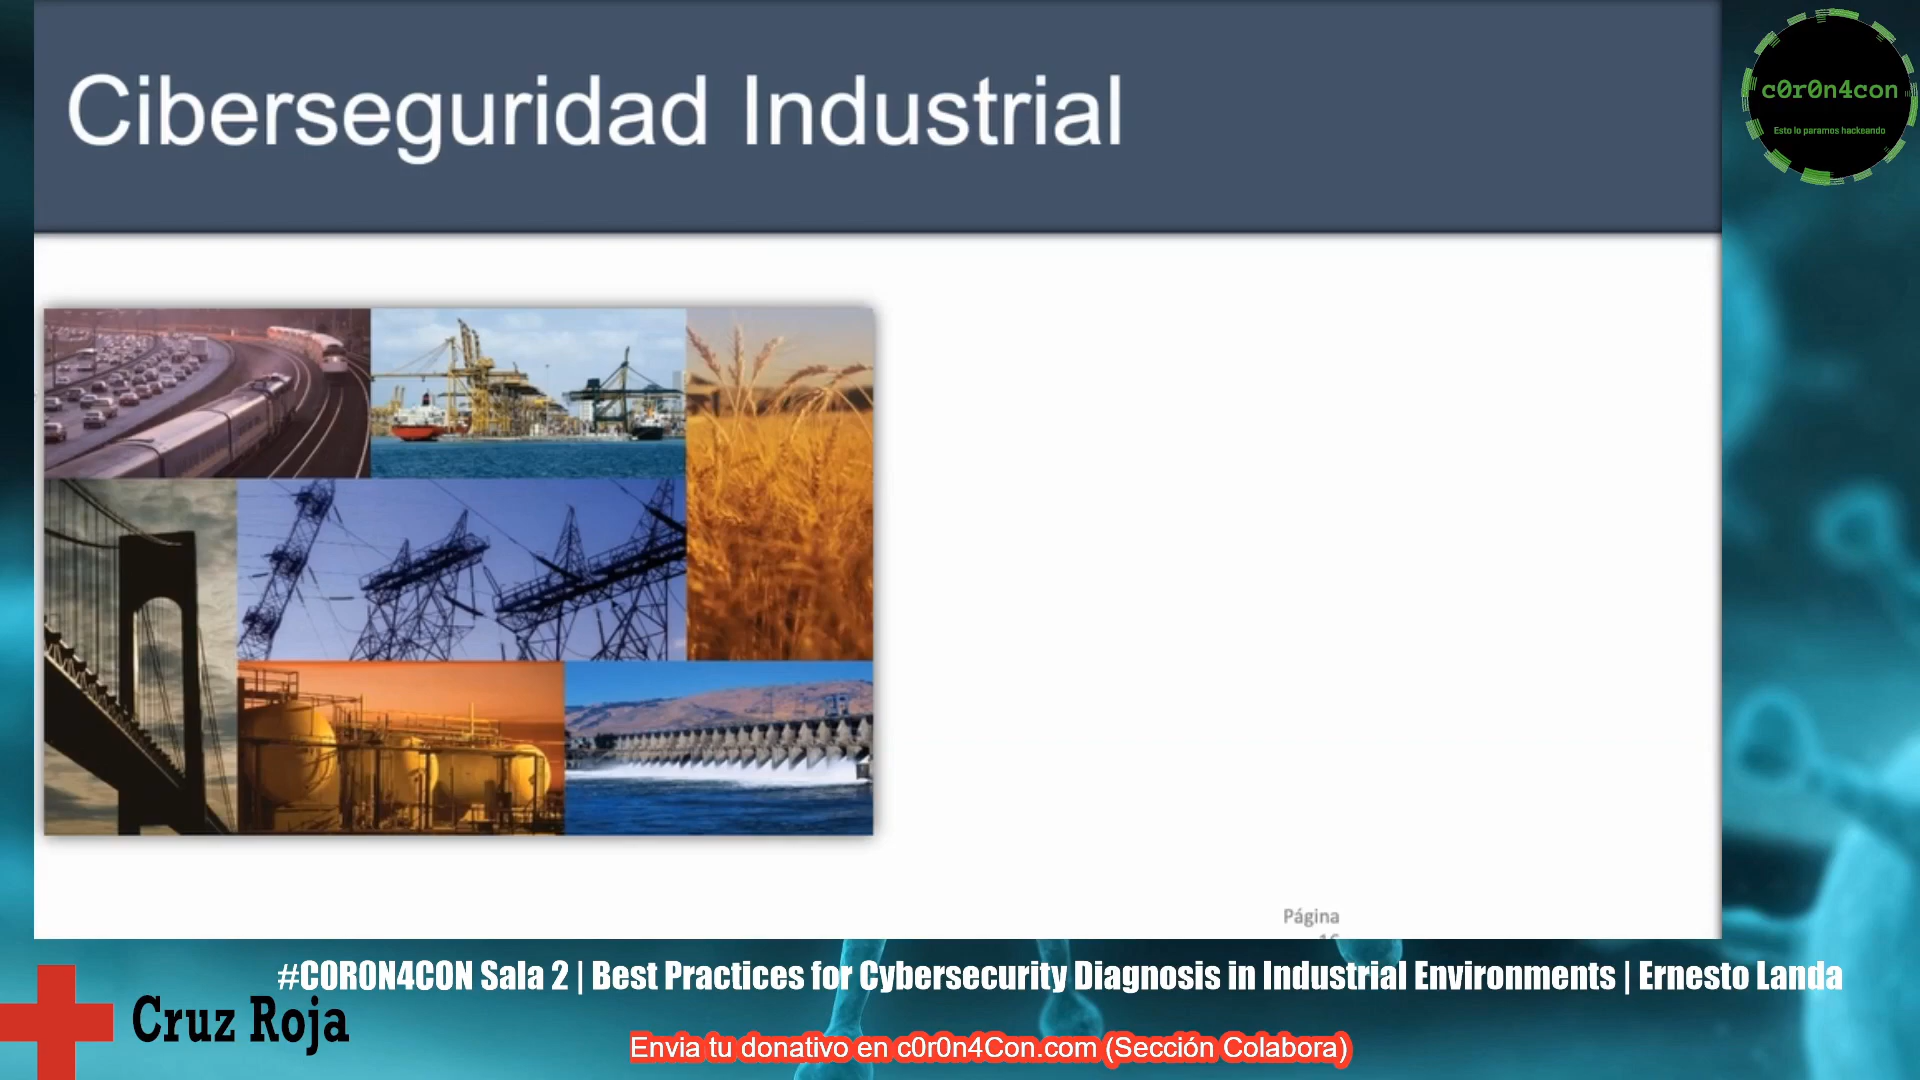 Ciberseguridad Industrial
c0r0n4con
Esto lo paramos hackeando
Página
16
#C0R0N4CON Sala 2 | Best Practices for Cybersecurity Diagnosis in Industrial Environments | Ernesto Landa
Cruz Roja
Envia tu donativo en c0r0n4Con.com (Sección Colabora)